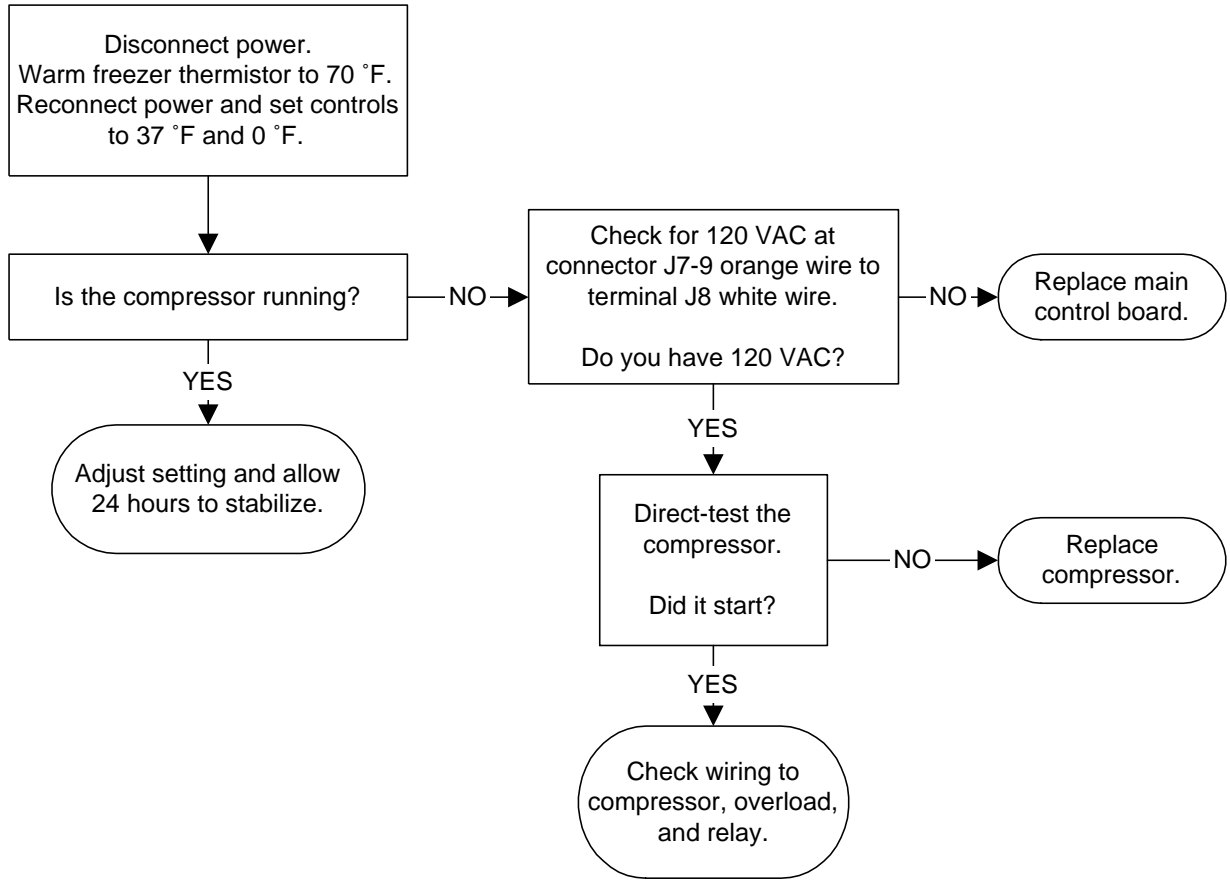 Disconnect power.
Warm freezer thermistor to 70 ˚F.
Reconnect power and set controls
to 37 ˚F and 0 ˚F.
Is the compressor running?
NO
Check for 120 VAC at
connector J7-9 orange wire to
terminal J8 white wire.
Do you have 120 VAC?
NO
Replace main
control board.
YES
Adjust setting and allow
24 hours to stabilize.
YES
Direct-test the
compressor.
Did it start?
NO
Replace
compressor.
YES
Check wiring to
compressor, overload,
and relay.